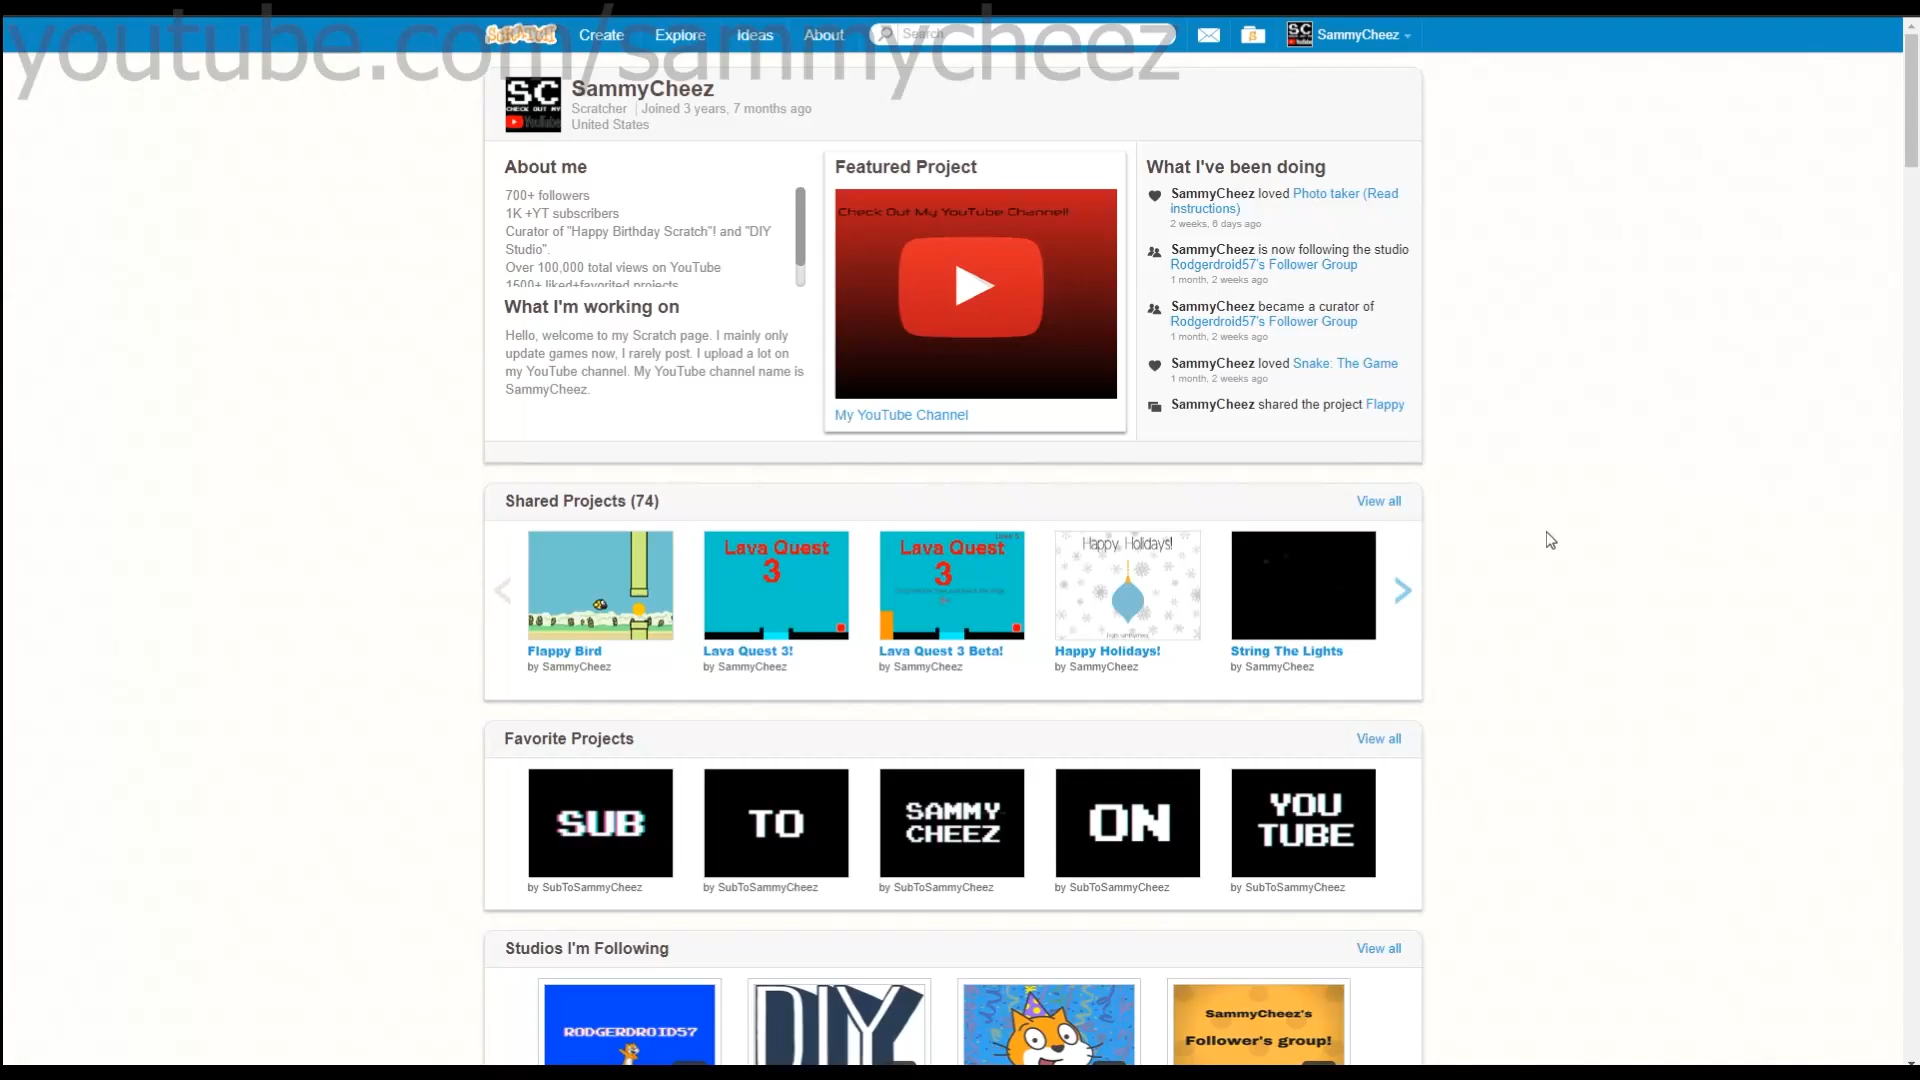 youtube.com/sammycheez
SCRATCH Create Explore Ideas About Search SammyCheez
SC
CHECK OUT MY
YouTube
SammyCheez
Scratcher | Joined 3 years, 7 months ago
United States
About me
700+ followers
1K +YT subscribers
Curator of "Happy Birthday Scratch"! and "DIY
Studio".
Over 100,000 total views on YouTube
1500+ liked+favorited projects
What I'm working on
Hello, welcome to my Scratch page. I mainly only
update games now, I rarely post. I upload a lot on
my YouTube channel. My YouTube channel name is
SammyCheez.
Featured Project
Check Out My YouTube Channel!
My YouTube Channel
What I've been doing
SammyCheez loved Photo taker (Read
instructions)
2 weeks, 6 days ago
SammyCheez is now following the studio
Rodgerdroid57's Follower Group
1 month, 2 weeks ago
SammyCheez became a curator of
Rodgerdroid57's Follower Group
1 month, 2 weeks ago
SammyCheez loved Snake: The Game
1 month, 2 weeks ago
SammyCheez shared the project Flappy
Shared Projects (74) View all
Lava Quest
3
Lava Quest
3
Happy Holidays!
Flappy Bird Lava Quest 3! Lava Quest 3 Beta! Happy Holidays! String The Lights
by SammyCheez by SammyCheez by SammyCheez by SammyCheez by SammyCheez
Favorite Projects View all
SUB
TO
SAMMY
CHEEZ
ON
YOU
TUBE
by SubToSammyCheez by SubToSammyCheez by SubToSammyCheez by SubToSammyCheez by SubToSammyCheez
Studios I'm Following View all
RODGERDROID57
DIY
SammyCheez's
Follower's group!